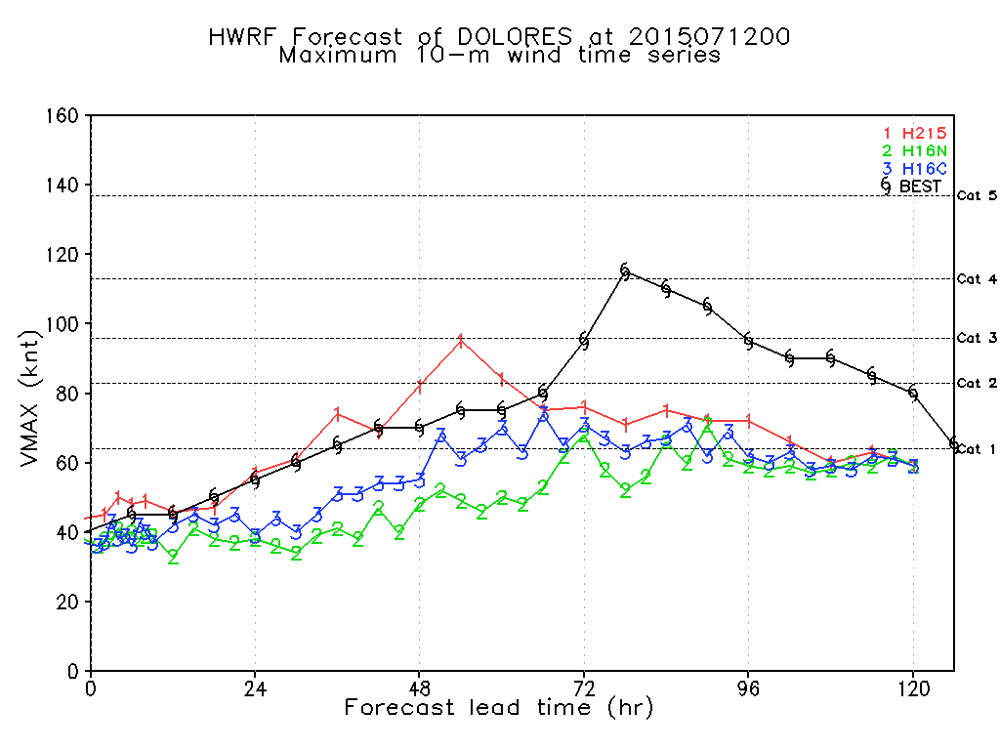 HWRF Forecast of DOLORES at 2015071200
Maximum 10-m wind time series
160
1 H215
2 H16N
3 H16C
BEST
140
Cat 5
120
Cat 4
100
Cat 3
80
Cat 2
60
Cat 1
40
20
0
VMAX (knt)
0 24 48 72 96 120
Forecast lead time (hr)